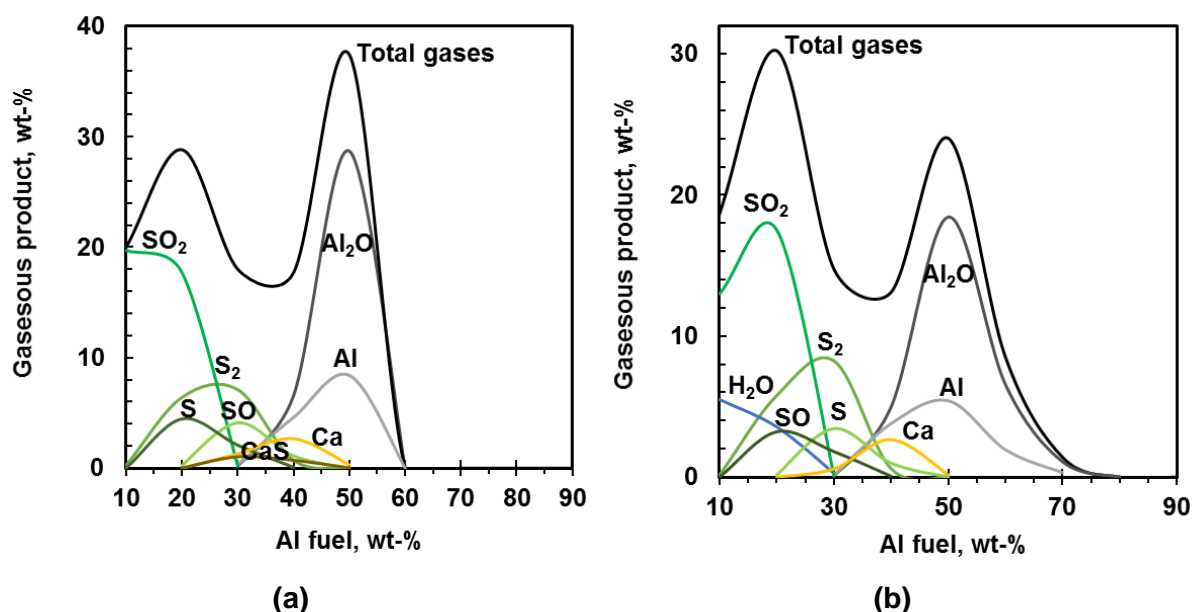 (a)
Gasesous product, wt-%
40
30
20
10
0
Total gases
SO₂
Al₂O
S₂
Al
S
SO
Ca
CaS
10 20 30 40 50 60 70 80 90
Al fuel, wt-%
(a)
(b)
Gasesous product, wt-%
30
20
10
0
Total gases
SO₂
Al₂O
S₂
H₂O
Al
SO
S
Ca
10 30 50 70 90
Al fuel, wt-%
(b)